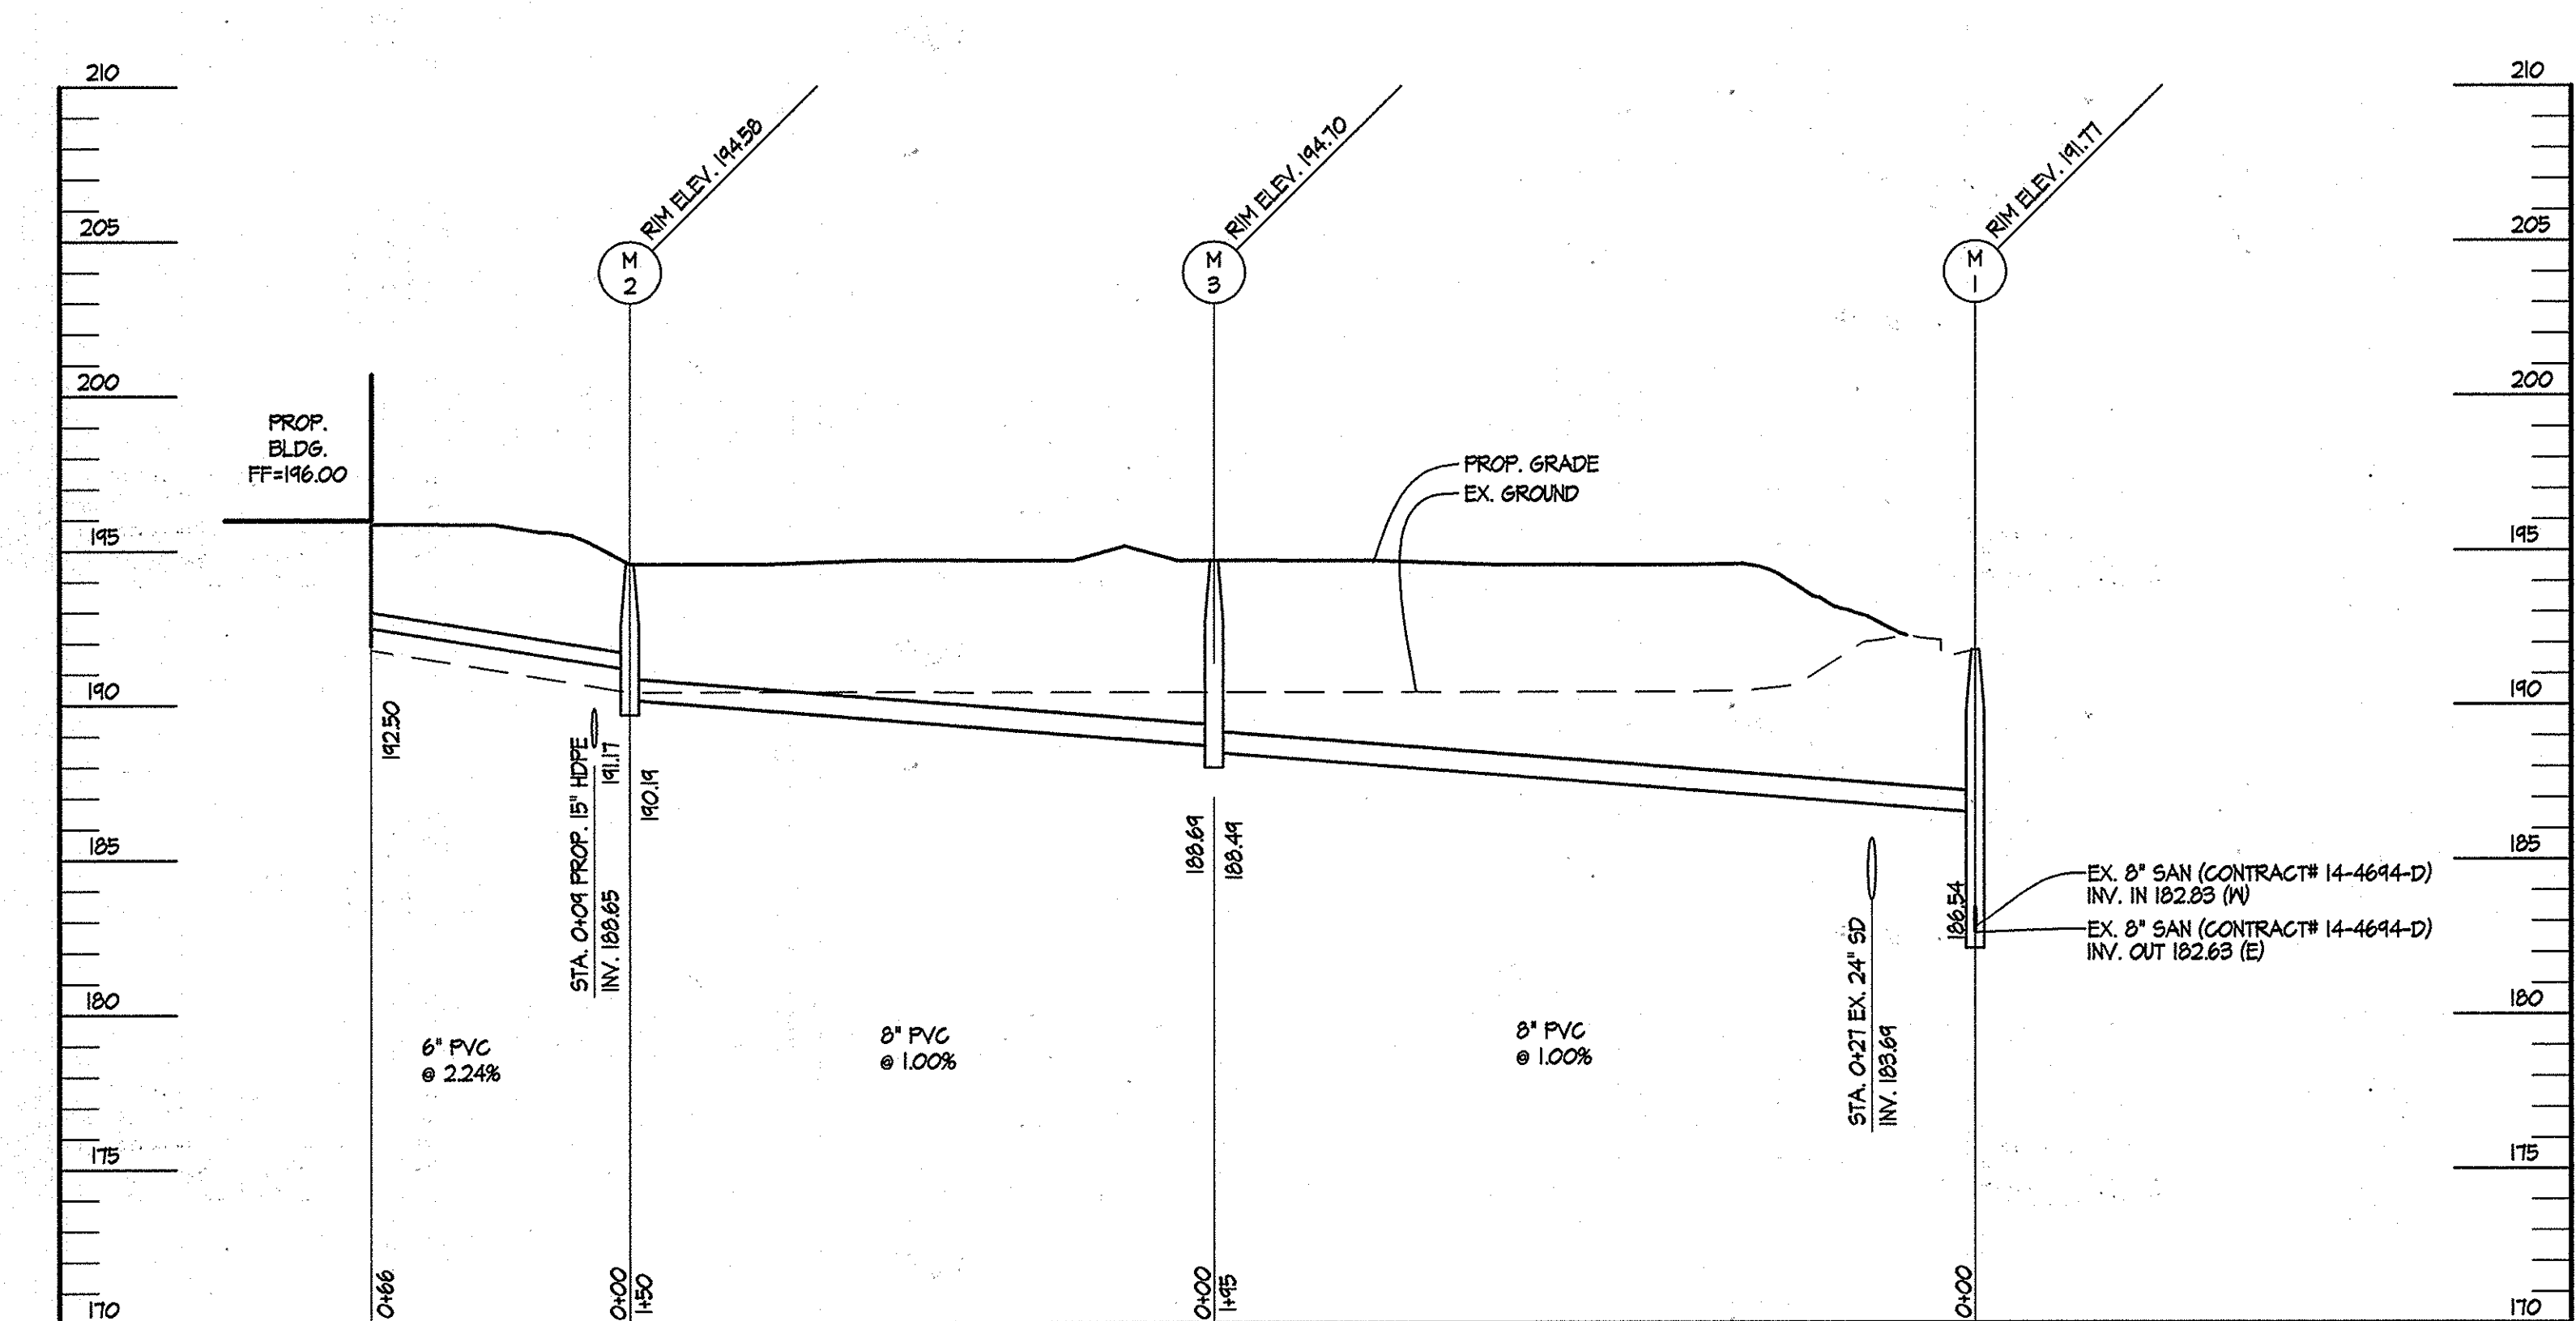 210
210
RIM ELEV. 194.58
RIM ELEV. 194.70
RIM ELEV. 191.77
205
205
M
2
M
3
M
1
200
200
PROP.
BLDG.
FF=196.00
PROP. GRADE
EX. GROUND
195
195
190
190
192.50
STA. 0+09 PROP. 15" HDPE
INV. 188.65
191.17
190.19
188.69
188.49
185
185
186.54
EX. 8" SAN (CONTRACT# 14-4694-D)
INV. IN 182.83 (W)
EX. 8" SAN (CONTRACT# 14-4694-D)
INV. OUT 182.63 (E)
STA. 0+27 EX. 24" SD
INV. 183.69
180
180
6" PVC
@ 2.24%
8" PVC
@ 1.00%
8" PVC
@ 1.00%
175
175
170
0+66
0+00
1+50
0+00
1+95
0+00
170